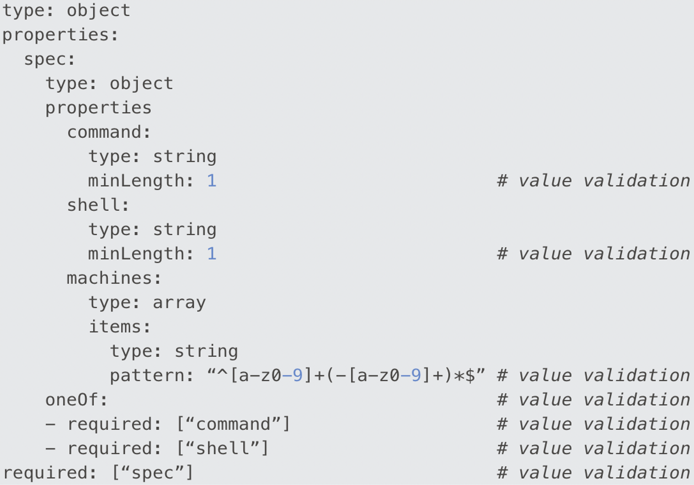 type: object
properties:
  spec:
    type: object
    properties
      command:
        type: string
        minLength: 1                          # value validation
      shell:
        type: string
        minLength: 1                          # value validation
      machines:
        type: array
        items:
          type: string
          pattern: “^[a-z0-9]+(-[a-z0-9]+)*$” # value validation
    oneOf:                                    # value validation
    - required: [“command”]                   # value validation
    - required: [“shell”]                     # value validation
required: [“spec”]                            # value validation